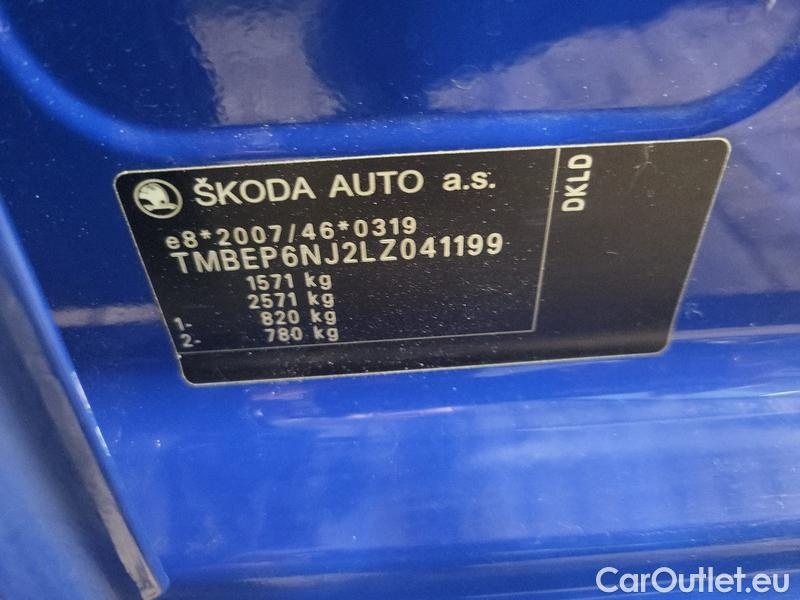 ŠKODA AUTO a.s.
e8*2007/46*0319
TMBEP6NJ2LZ041199
1571 kg
2571 kg
1- 820 kg
2- 780 kg
DKLD
CarOutlet.eu